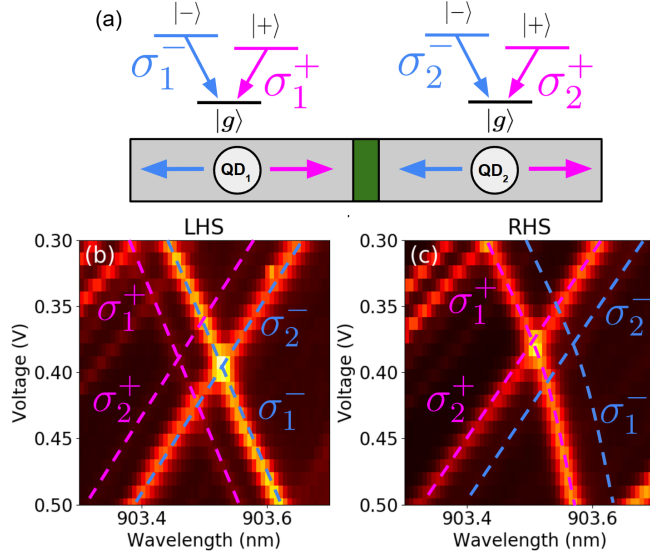 (a)
|−⟩ |+⟩ |−⟩ |+⟩
σ₁⁻ σ₁⁺ σ₂⁻ σ₂⁺
|g⟩ |g⟩
QD₁ QD₂
LHS RHS
(b) (c)
0.30 0.30
0.35 0.35
0.40 0.40
0.45 0.45
0.50 0.50
Voltage (V) Voltage (V)
σ₁⁺ σ₂⁻ σ₁⁺ σ₂⁻
σ₂⁺ σ₁⁻ σ₂⁺ σ₁⁻
903.4 903.6 903.4 903.6
Wavelength (nm) Wavelength (nm)